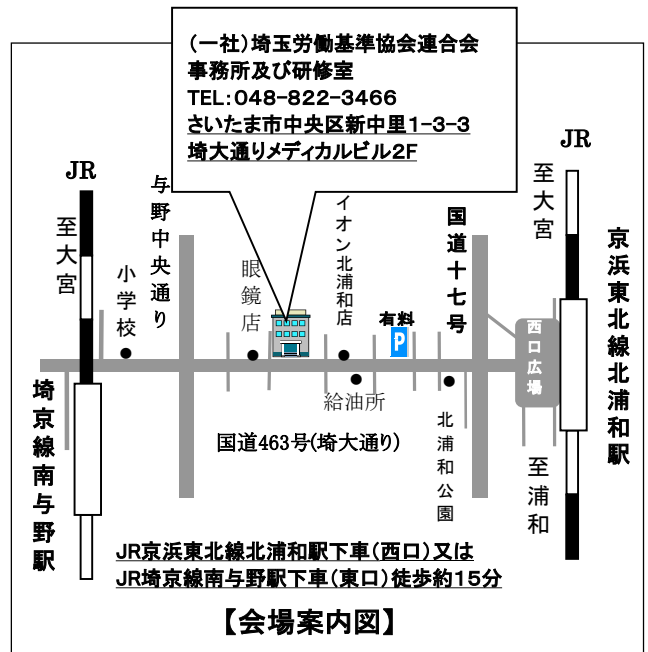 (一社)埼玉労働基準協会連合会
事務所及び研修室
TEL:048-822-3466
さいたま市中央区新中里1-3-3
埼大通りメディカルビル2F
JR
至大宮
小学校
与野中央通り
眼鏡店
イオン北浦和店
有料
P
国道十七号
JR
至大宮
京浜東北線北浦和駅
西口広場
埼京線南与野駅
給油所
国道463号(埼大通り)
北浦和公園
至浦和
JR京浜東北線北浦和駅下車(西口)又は
JR埼京線南与野駅下車(東口)徒歩約15分
【会場案内図】